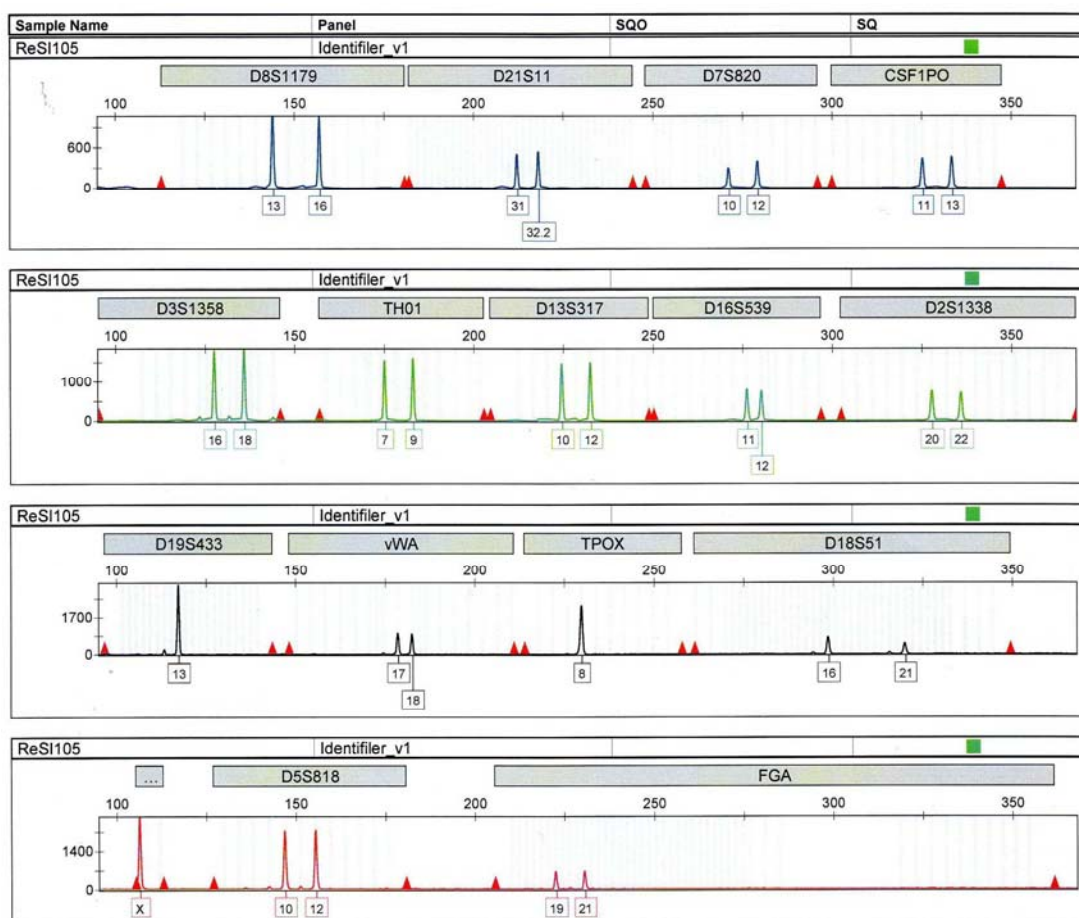 Sample Name Panel SQO SQ
ReSI105 Identifiler_v1
D8S1179 D21S11 D7S820 CSF1PO
100 150 200 250 300 350
600
0
13 16 31 10 12 11 13
32.2
ReSI105 Identifiler_v1
D3S1358 TH01 D13S317 D16S539 D2S1338
100 150 200 250 300 350
1000
0
16 18 7 9 10 12 11 20 22
12
ReSI105 Identifiler_v1
D19S433 vWA TPOX D18S51
100 150 200 250 300 350
1700
0
13 17 8 16 21
18
ReSI105 Identifiler_v1
... D5S818 FGA
100 150 200 250 300 350
1400
0
X 10 12 19 21